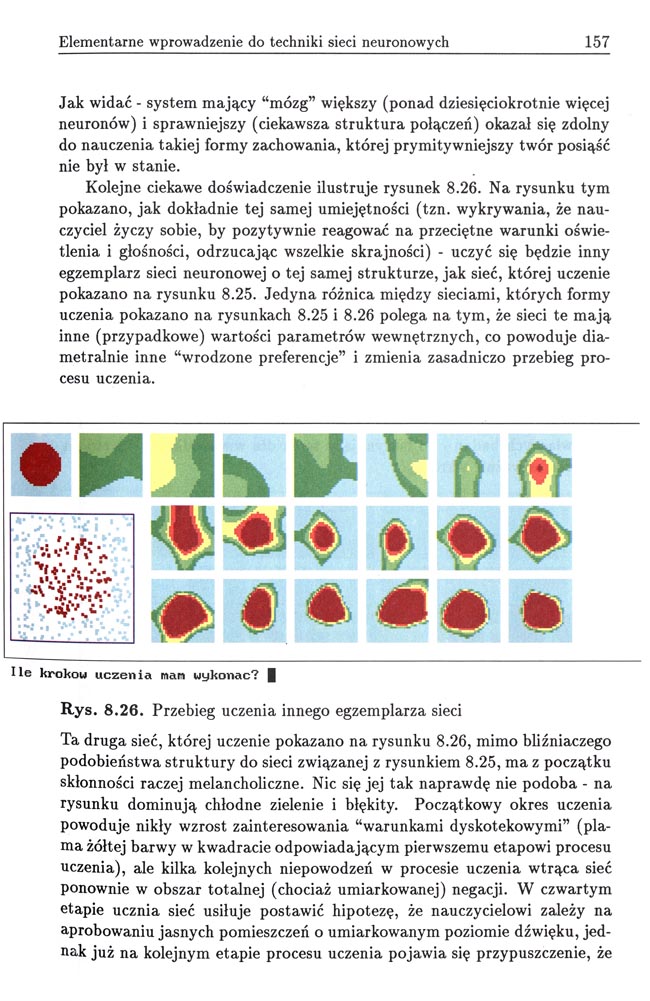 Elementarne wprowadzenie do techniki sieci neuronowych 157
Jak widać - system mający “mózg” większy (ponad dziesięciokrotnie więcej
neuronów) i sprawniejszy (ciekawsza struktura połączeń) okazał się zdolny
do nauczenia takiej formy zachowania, której prymitywniejszy twór posiąść
nie był w stanie.
Kolejne ciekawe doświadczenie ilustruje rysunek 8.26. Na rysunku tym
pokazano, jak dokładnie tej samej umiejętności (tzn. wykrywania, że nau-
czyciel życzy sobie, by pozytywnie reagować na przeciętne warunki oświe-
tlenia i głośności, odrzucając wszelkie skrajności) - uczyć się będzie inny
egzemplarz sieci neuronowej o tej samej strukturze, jak sieć, której uczenie
pokazano na rysunku 8.25. Jedyna różnica między sieciami, których formy
uczenia pokazano na rysunkach 8.25 i 8.26 polega na tym, że sieci te mają
inne (przypadkowe) wartości parametrów wewnętrznych, co powoduje dia-
metralnie inne “wrodzone preferencje” i zmienia zasadniczo przebieg pro-
cesu uczenia.
Ile krokow uczenia mam wykonac?
Rys. 8.26. Przebieg uczenia innego egzemplarza sieci
Ta druga sieć, której uczenie pokazano na rysunku 8.26, mimo bliźniaczego
podobieństwa struktury do sieci związanej z rysunkiem 8.25, ma z początku
skłonności raczej melancholiczne. Nic się jej tak naprawdę nie podoba - na
rysunku dominują chłodne zielenie i błękity. Początkowy okres uczenia
powoduje nikły wzrost zainteresowania “warunkami dyskotekowymi” (pla-
ma żółtej barwy w kwadracie odpowiadającym pierwszemu etapowi procesu
uczenia), ale kilka kolejnych niepowodzeń w procesie uczenia wtrąca sieć
ponownie w obszar totalnej (chociaż umiarkowanej) negacji. W czwartym
etapie ucznia sieć usiłuje postawić hipotezę, że nauczycielowi zależy na
aprobowaniu jasnych pomieszczeń o umiarkowanym poziomie dźwięku, jed-
nak już na kolejnym etapie procesu uczenia pojawia się przypuszczenie, że